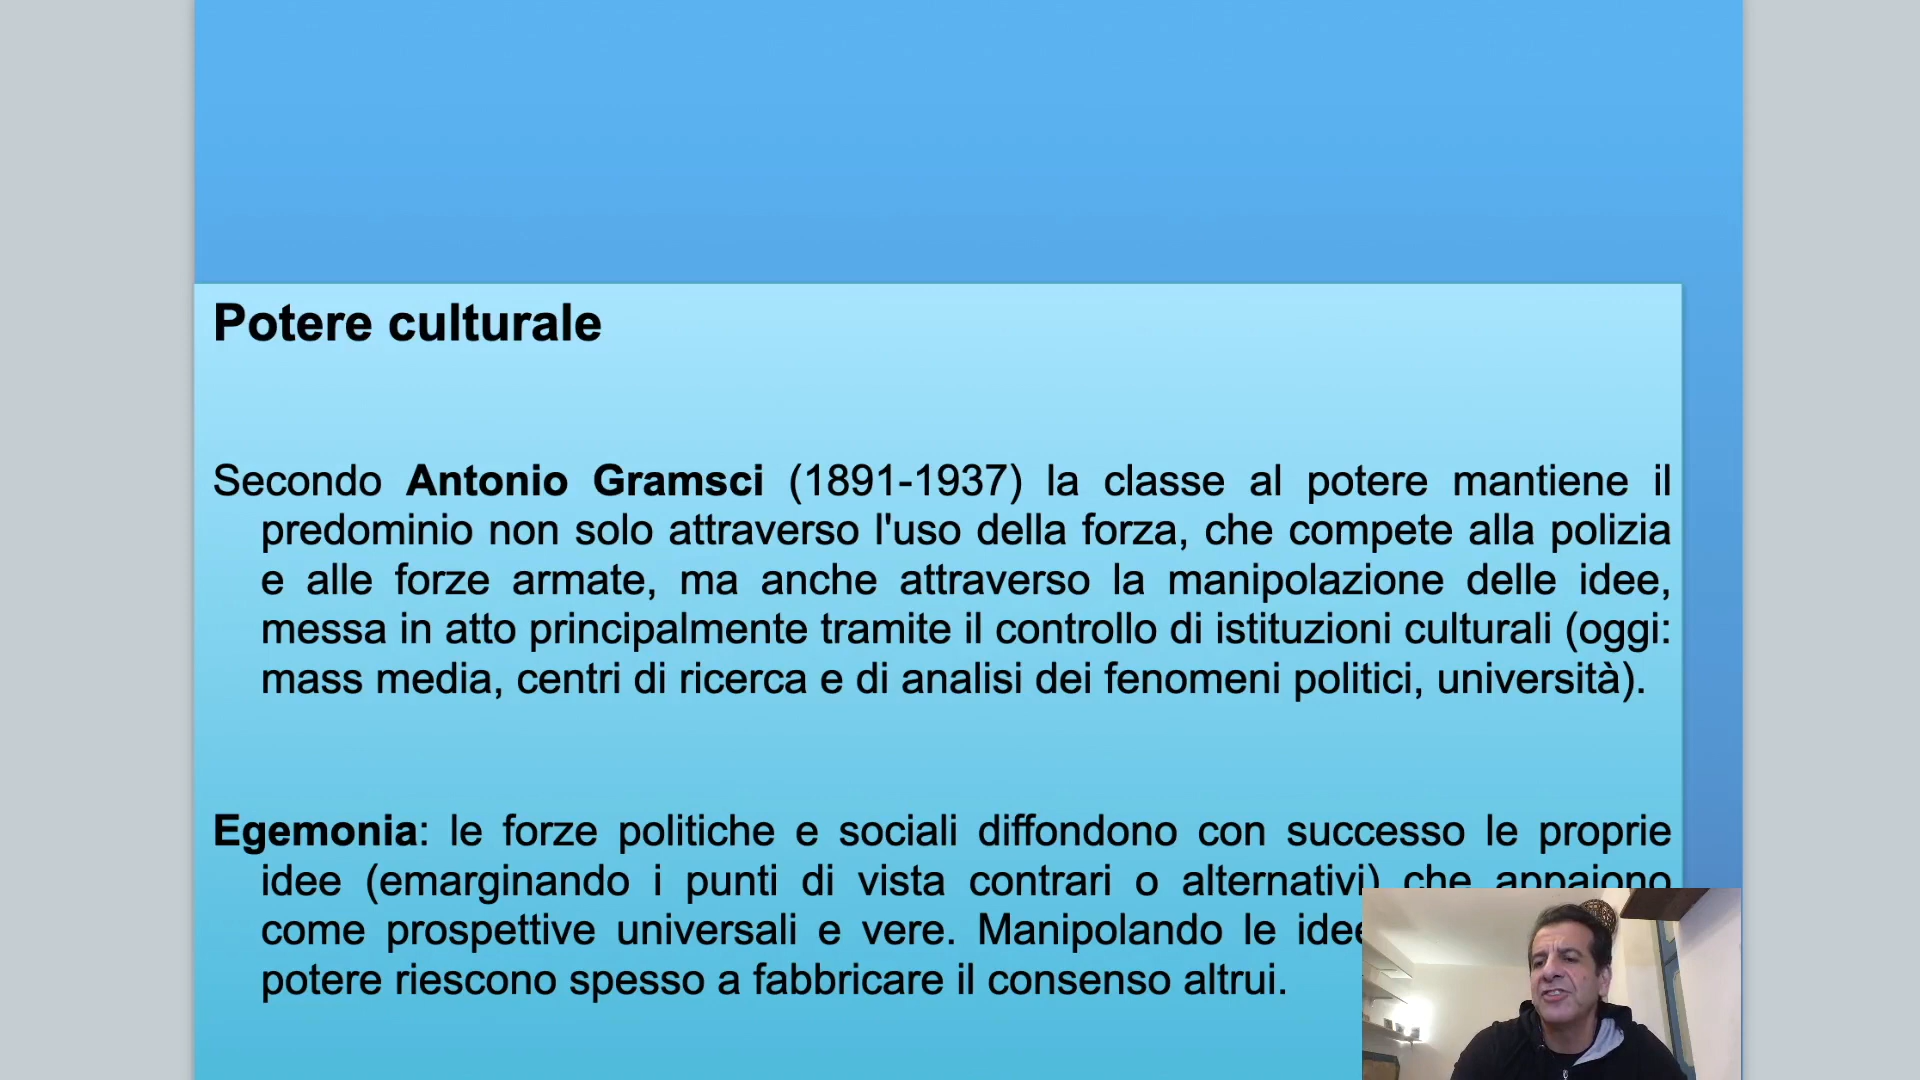 Potere culturale
Secondo Antonio Gramsci (1891-1937) la classe al potere mantiene il
predominio non solo attraverso l'uso della forza, che compete alla polizia
e alle forze armate, ma anche attraverso la manipolazione delle idee,
messa in atto principalmente tramite il controllo di istituzioni culturali (oggi:
mass media, centri di ricerca e di analisi dei fenomeni politici, università).
Egemonia: le forze politiche e sociali diffondono con successo le proprie
idee (emarginando i punti di vista contrari o alternativi) che appaiono
come prospettive universali e vere. Manipolando le idee
potere riescono spesso a fabbricare il consenso altrui.